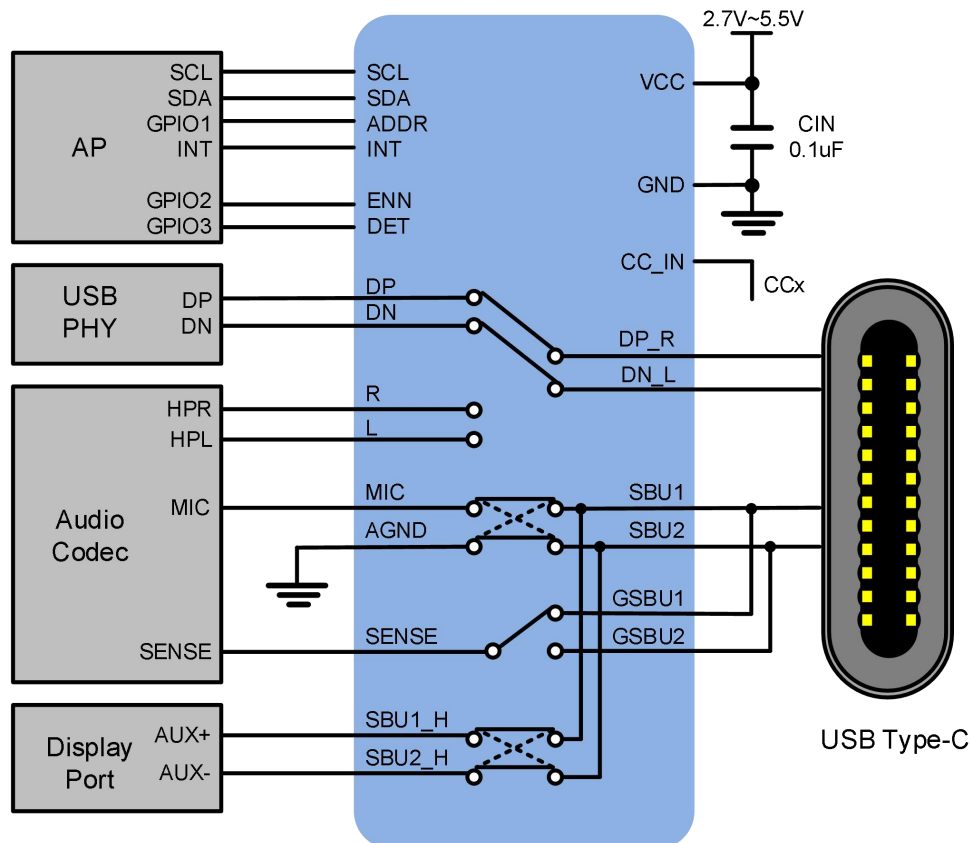 2.7V~5.5V
SCL SCL
VCC
SDA SDA
GPIO1 ADDR
CIN
AP
INT INT
0.1uF
GND
GPIO2 ENN
GPIO3 DET
CC_IN
CCx
USB
PHY
DP DP
DN DN
DP_R
DN_L
HPR R
HPL L
Audio
Codec
MIC MIC
SBU1
AGND
SBU2
GSBU1
SENSE SENSE
GSBU2
Display
Port
AUX+ SBU1_H
AUX- SBU2_H
USB Type-C